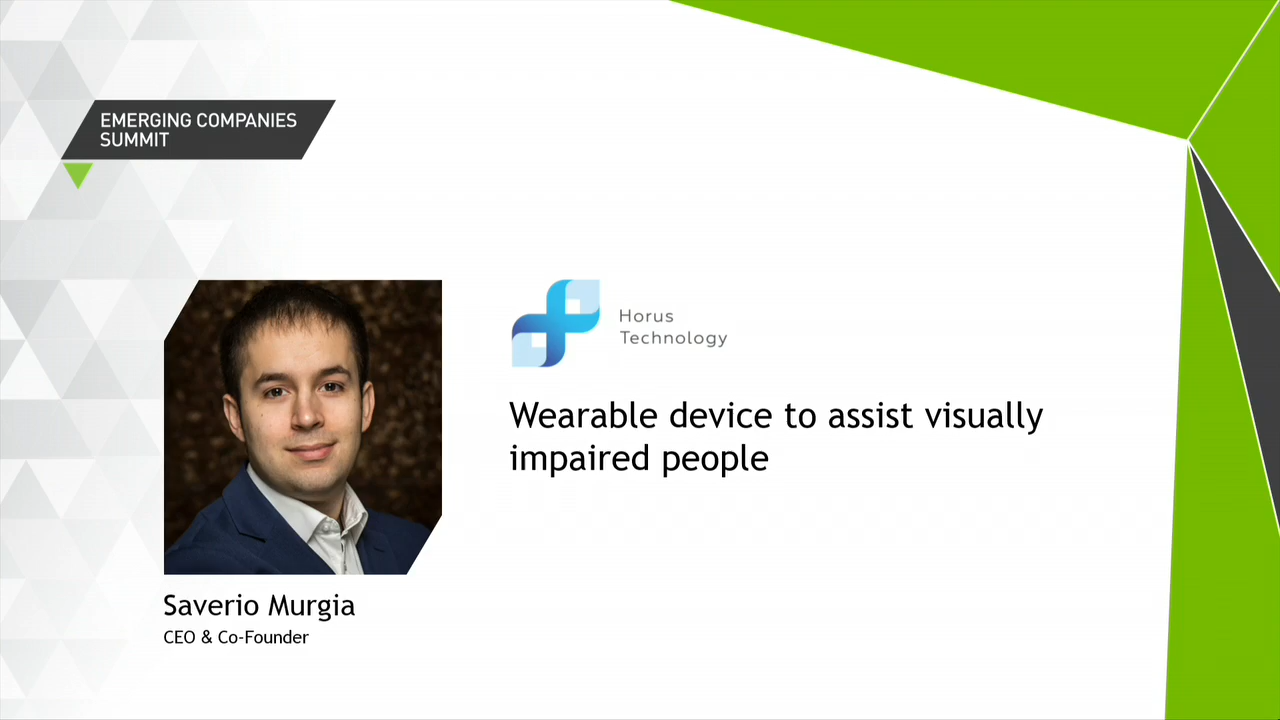 EMERGING COMPANIES
SUMMIT
Horus
Technology
Wearable device to assist visually
impaired people
Saverio Murgia
CEO & Co-Founder